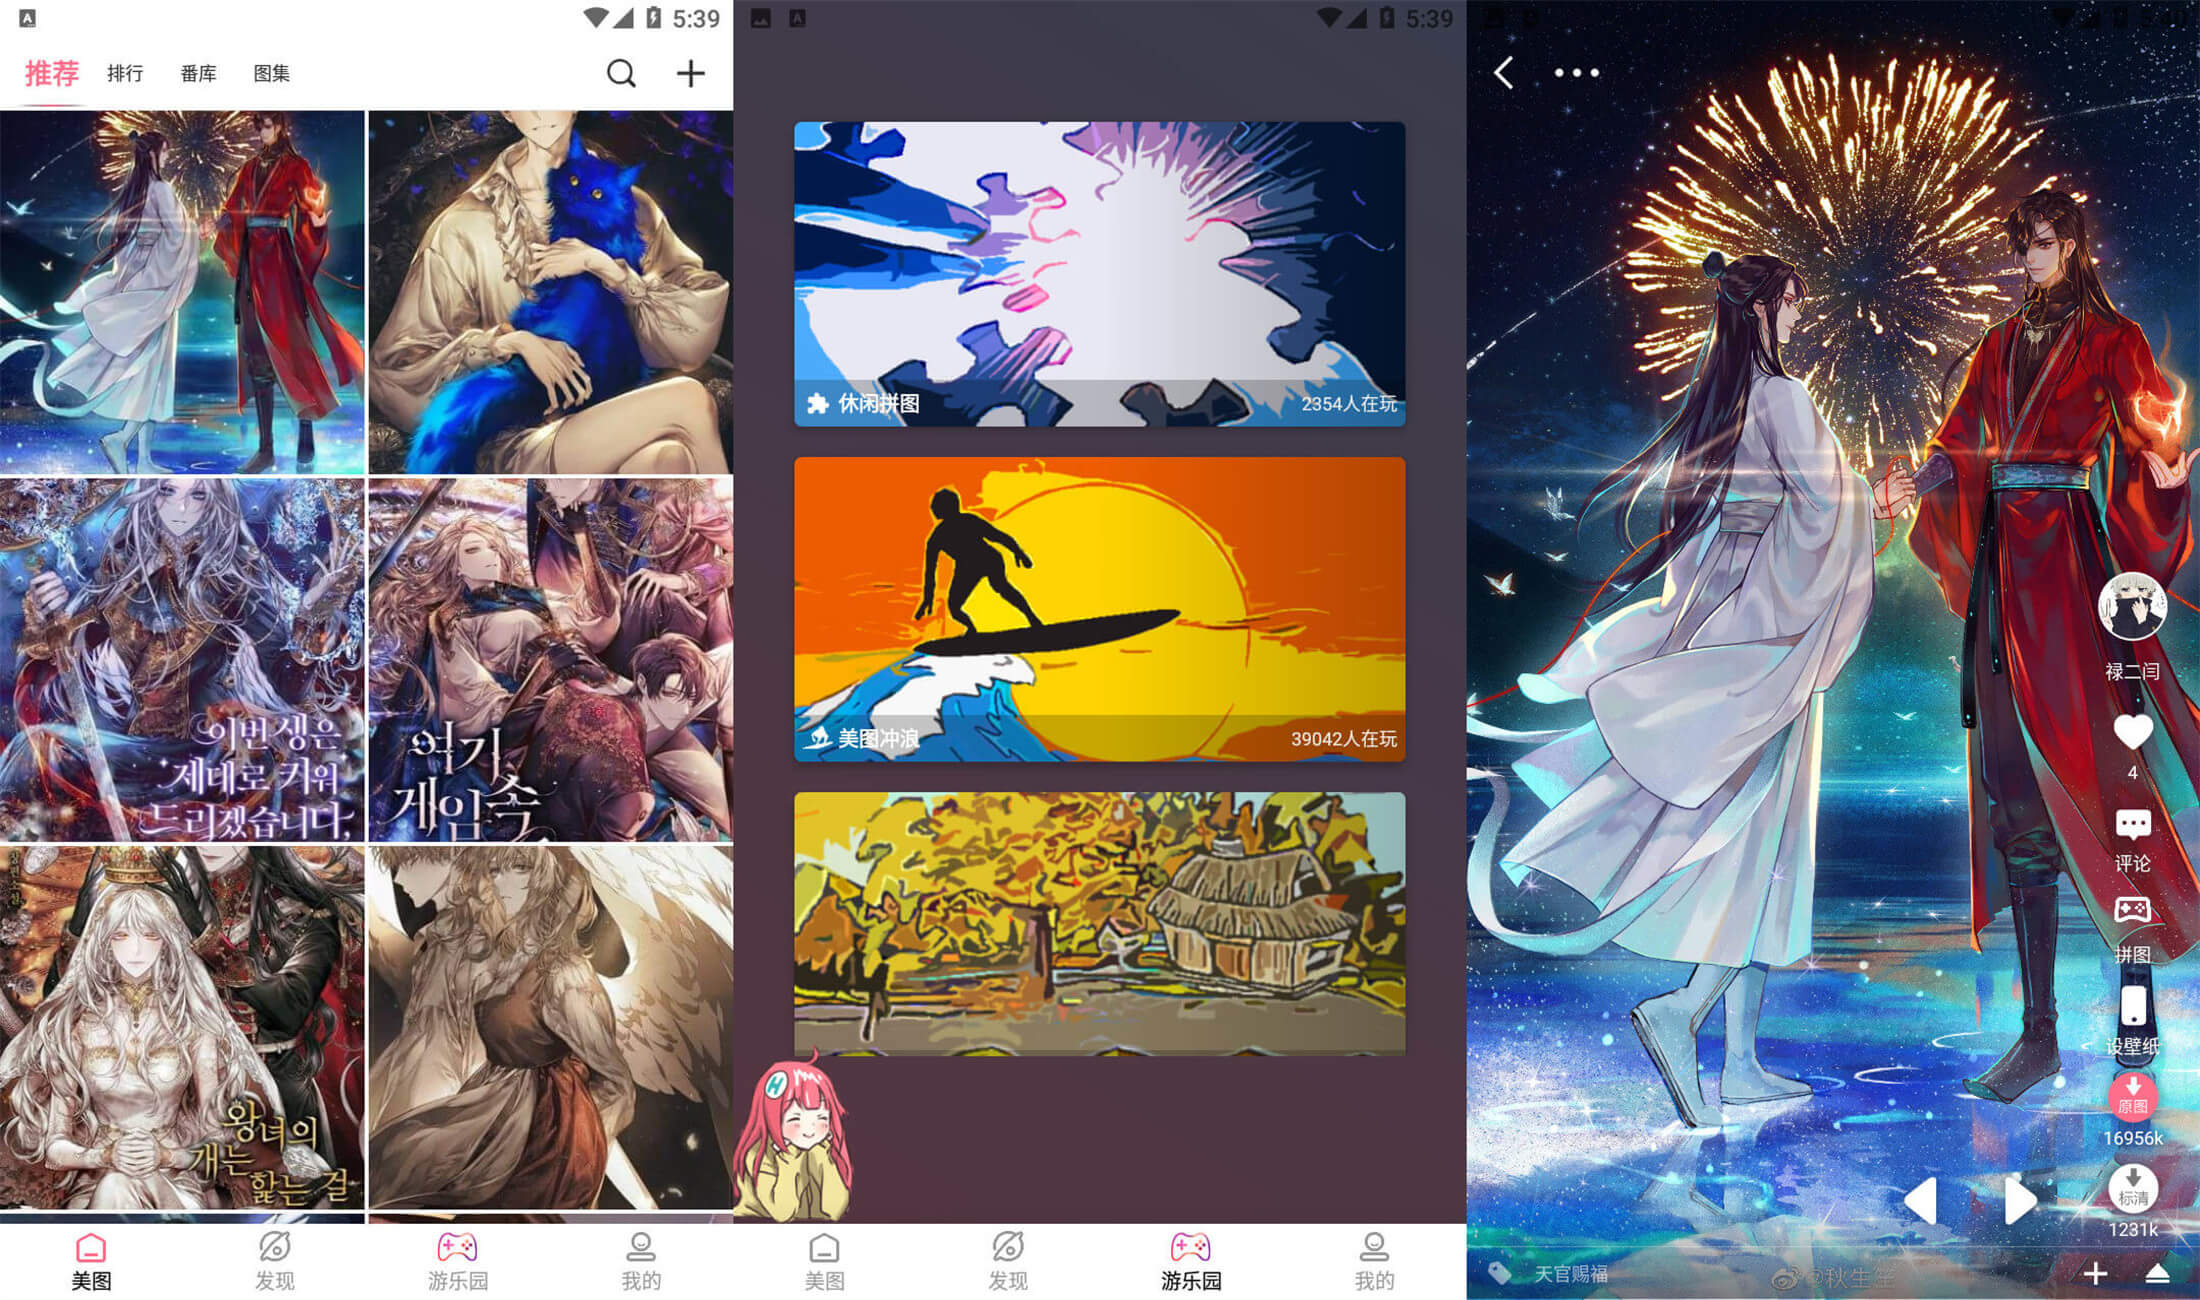 5:39
推荐 排行 番库 图集
이번 생은
제대로 키워
드리겠습니다,
여기
게임 속
왕녀의
개는
핥는 걸
美图 发现 游乐园 我的
5:39
休闲拼图 2354人在玩
美图冲浪 39042人在玩
H
美图 发现 游乐园 我的
禄二闫
4
评论
拼图
设壁纸
原图
16956k
标清
1231k
天官赐福